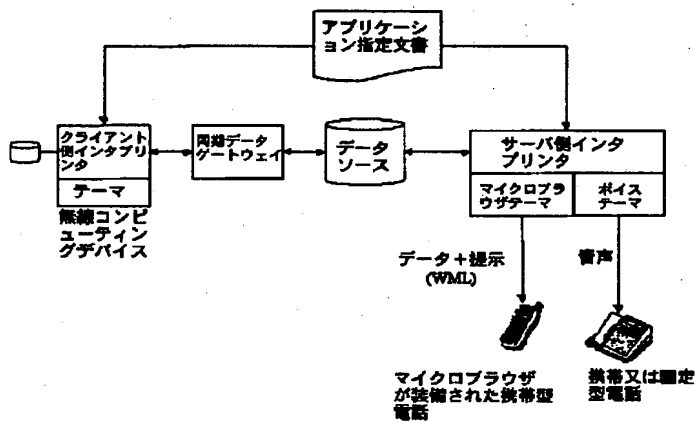 アプリケー
ション指定文書
クライアント
側インタプリ
ンタ
テーマ
無線コンピ
ューティン
グデバイス
同期データ
ゲートウェイ
データ
ソース
サーバ側インタ
プリンタ
マイクロブラ
ウザテーマ
ボイス
テーマ
データ＋提示
(WML)
音声
マイクロブラウザ
が装備された携帯型
電話
携帯又は固定
型電話